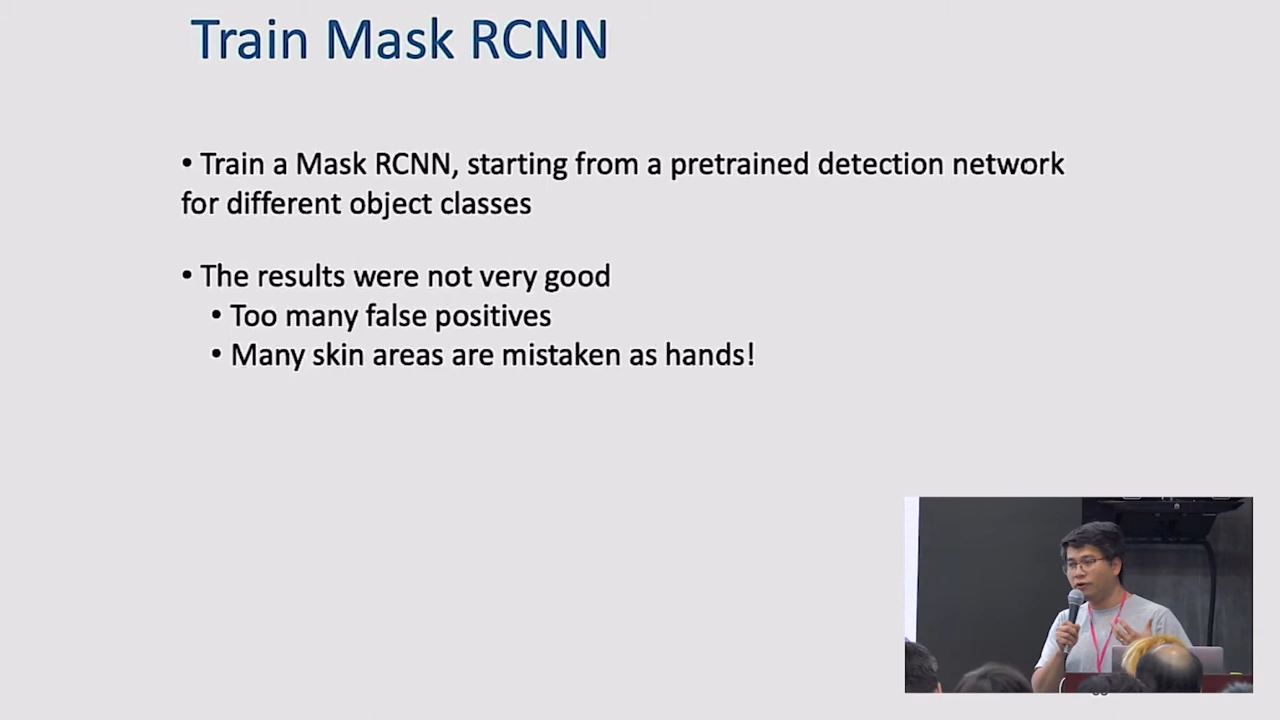 Train Mask RCNN
• Train a Mask RCNN, starting from a pretrained detection network
for different object classes
• The results were not very good
• Too many false positives
• Many skin areas are mistaken as hands!